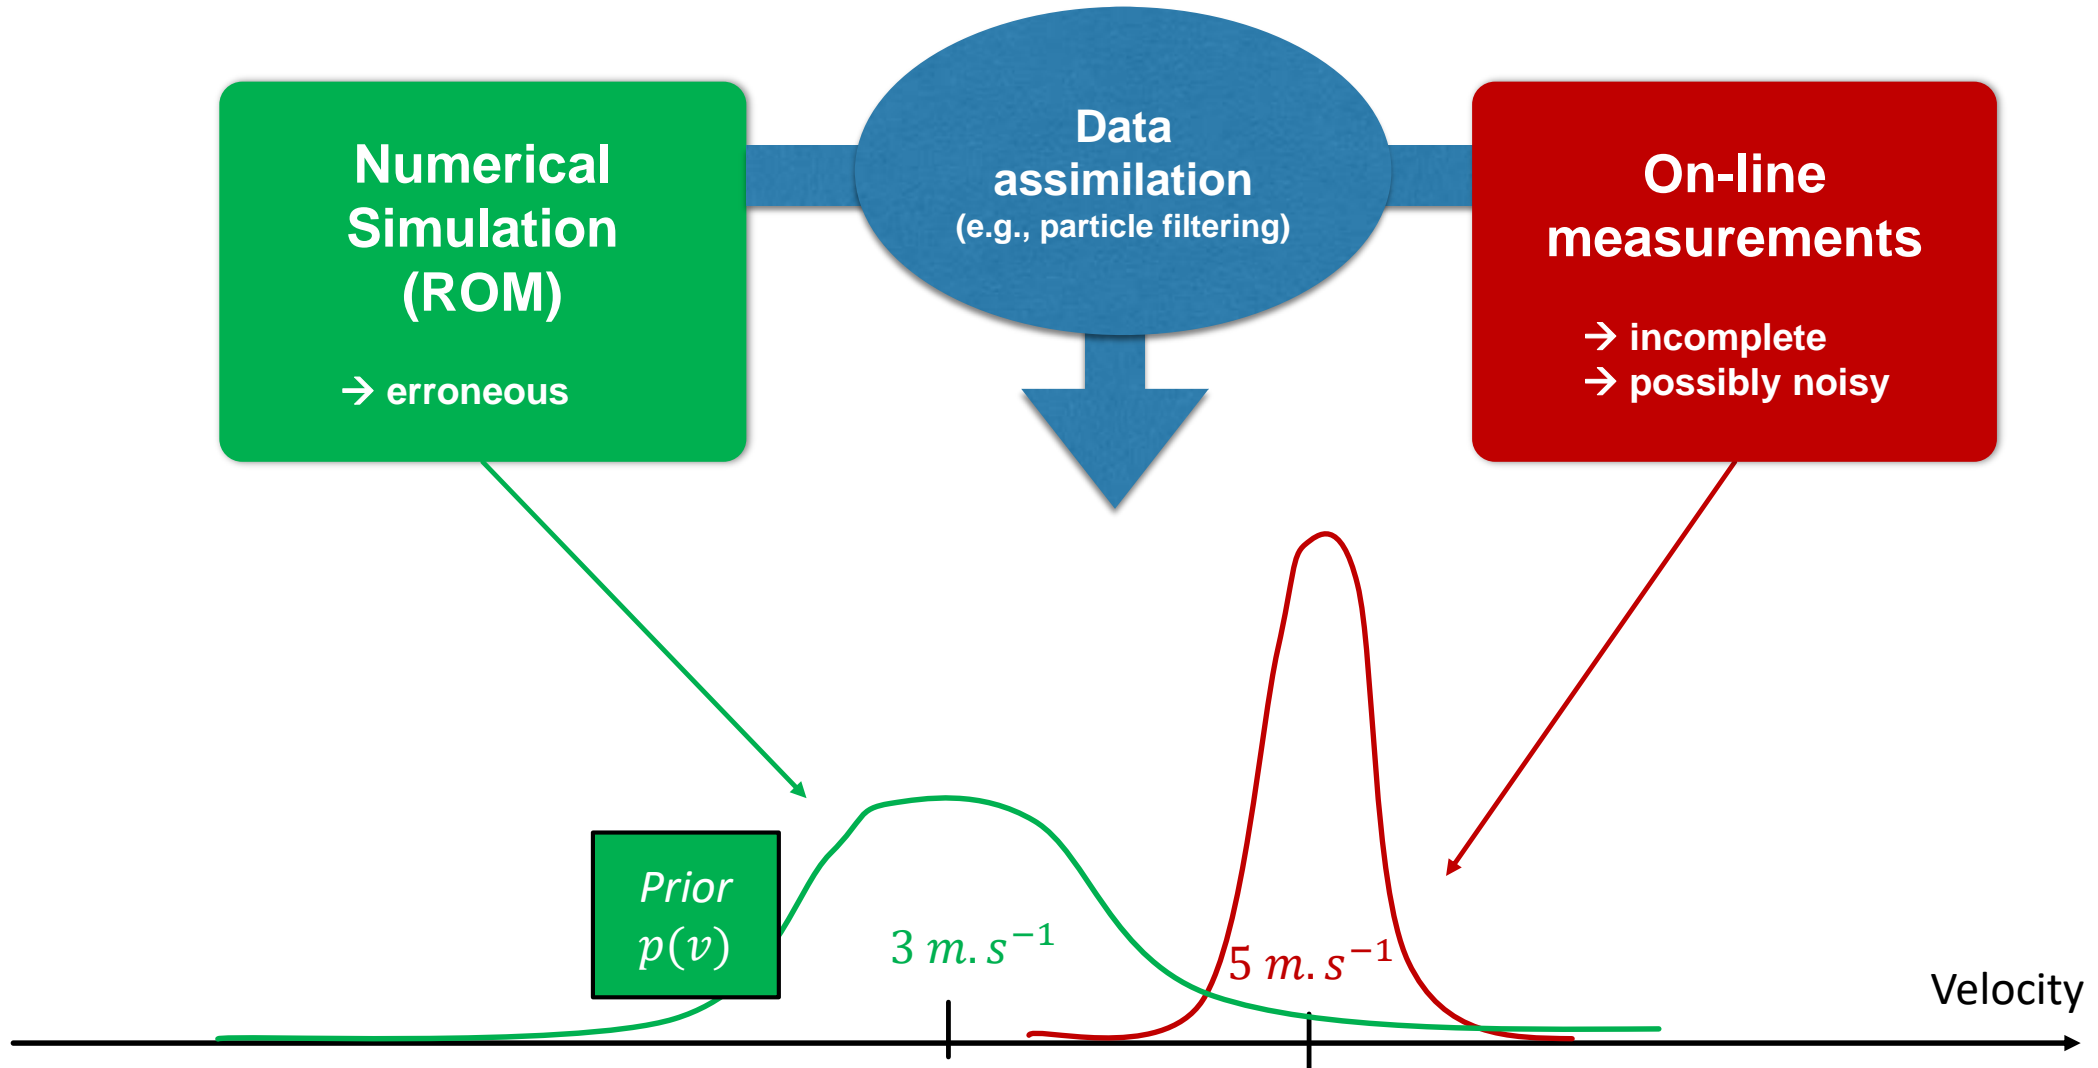 Numerical
Simulation
(ROM)
→ erroneous
Data
assimilation
(e.g., particle filtering)
On-line
measurements
→ incomplete
→ possibly noisy
Prior
p(v)
3 m.s⁻¹
5 m.s⁻¹
Velocity